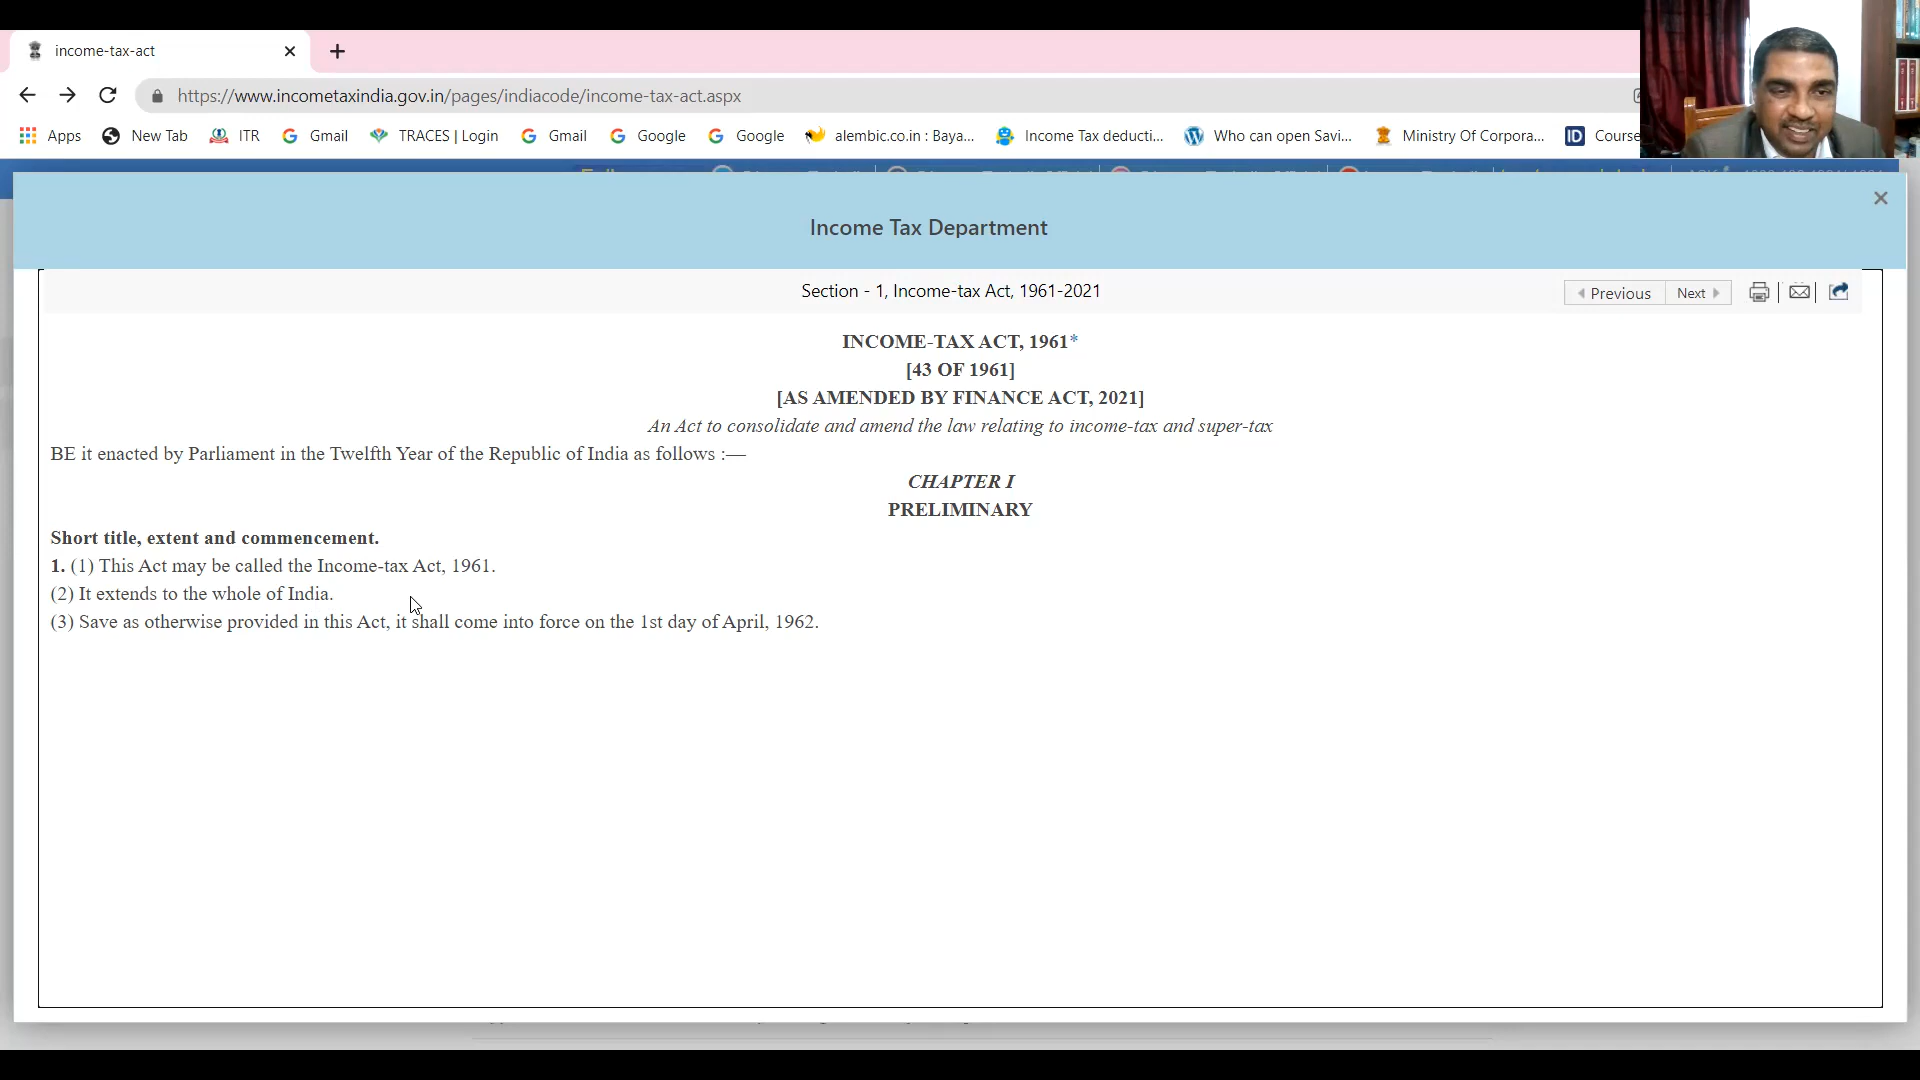 income-tax-act
https://www.incometaxindia.gov.in/pages/indiacode/income-tax-act.aspx
Apps New Tab ITR Gmail TRACES | Login Gmail Google Google alembic.co.in : Baya... Income Tax deducti... Who can open Savi... Ministry Of Corpora... ID Course
Income Tax Department
Section - 1, Income-tax Act, 1961-2021
Previous Next
INCOME-TAX ACT, 1961*
[43 OF 1961]
[AS AMENDED BY FINANCE ACT, 2021]
An Act to consolidate and amend the law relating to income-tax and super-tax
BE it enacted by Parliament in the Twelfth Year of the Republic of India as follows :—
CHAPTER I
PRELIMINARY
Short title, extent and commencement.
1. (1) This Act may be called the Income-tax Act, 1961.
(2) It extends to the whole of India.
(3) Save as otherwise provided in this Act, it shall come into force on the 1st day of April, 1962.